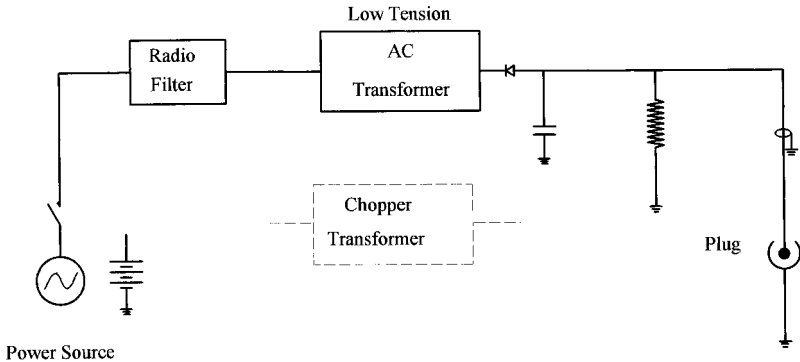 Low Tension
Radio
Filter
AC
Transformer
Chopper
Transformer
Plug
Power Source